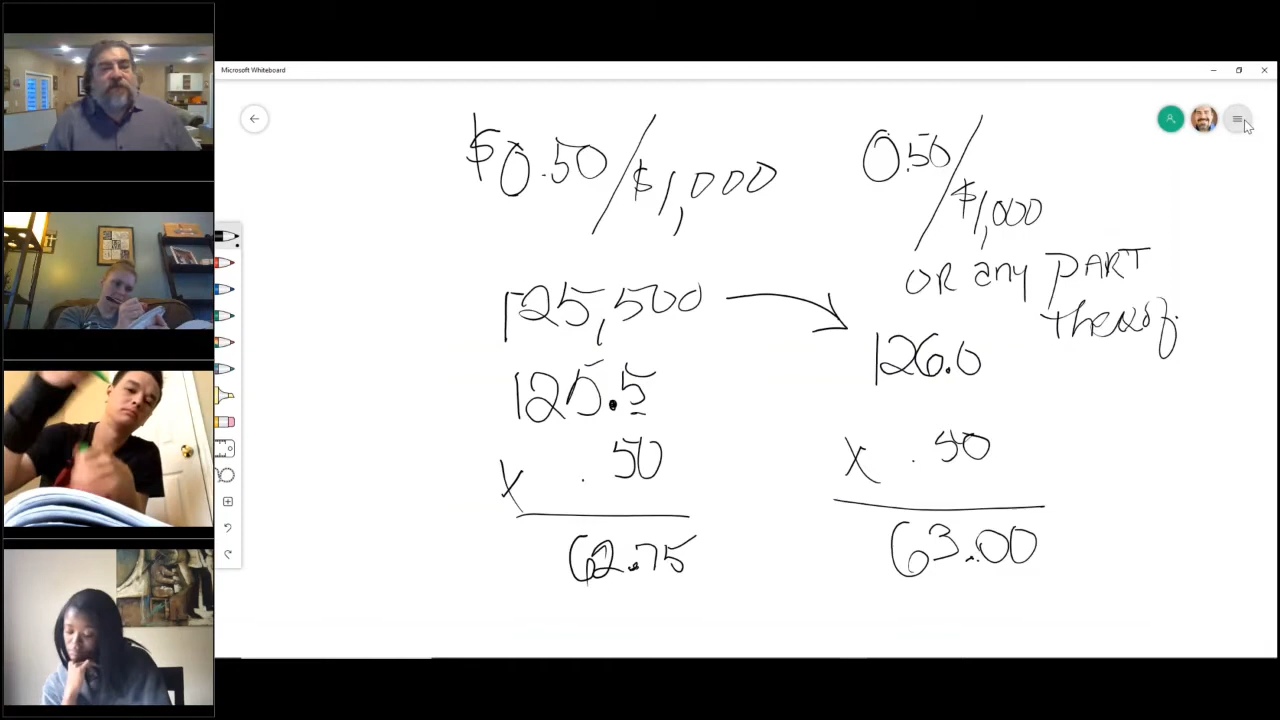 Microsoft Whiteboard
$0.50/$1,000
125,500
125.5
x .50
62.75
0.50/$1,000
OR any PART
thereof.
126.0
x .50
63.00